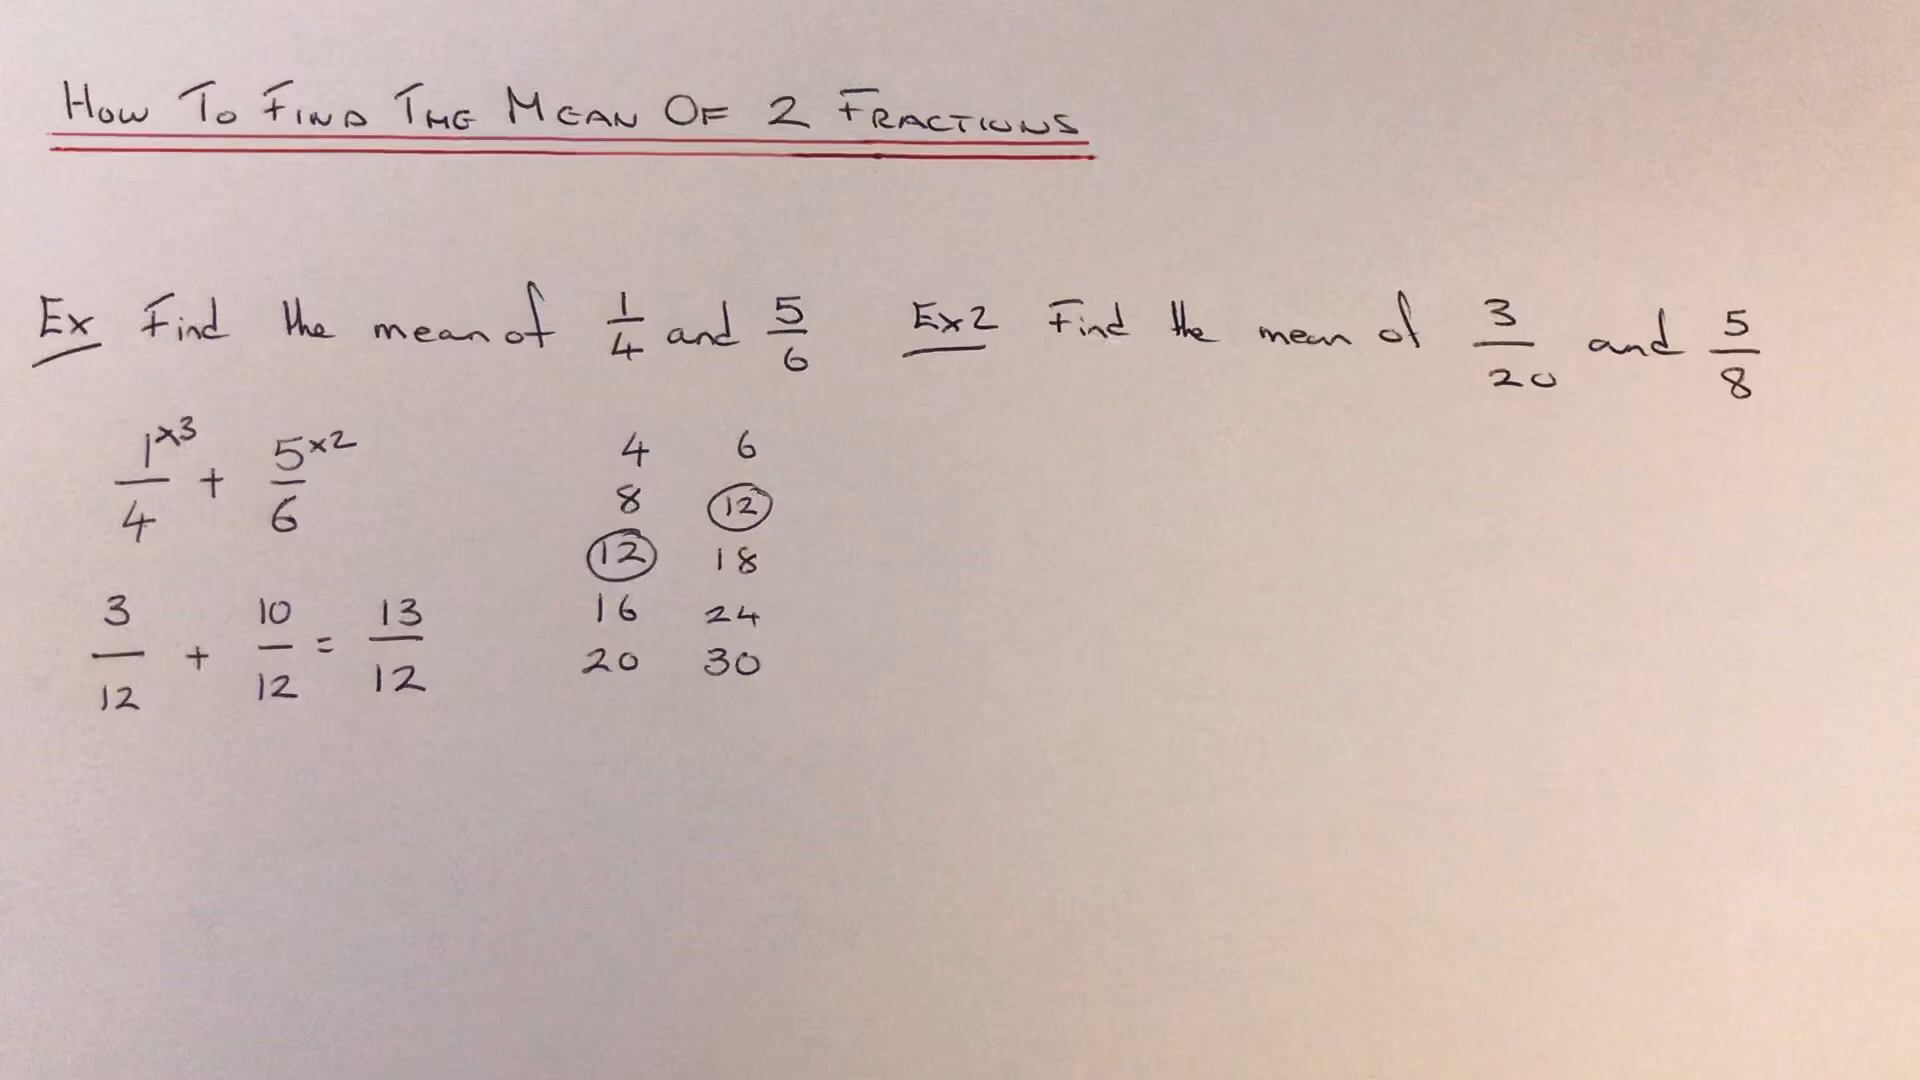 How To Find The Mean Of 2 Fractions
Ex Find the mean of 1/4 and 5/6
1×3/4 + 5×2/6
3/12 + 10/12 = 13/12
4 6
8 12
12 18
16 24
20 30
Ex2 Find the mean of 3/20 and 5/8